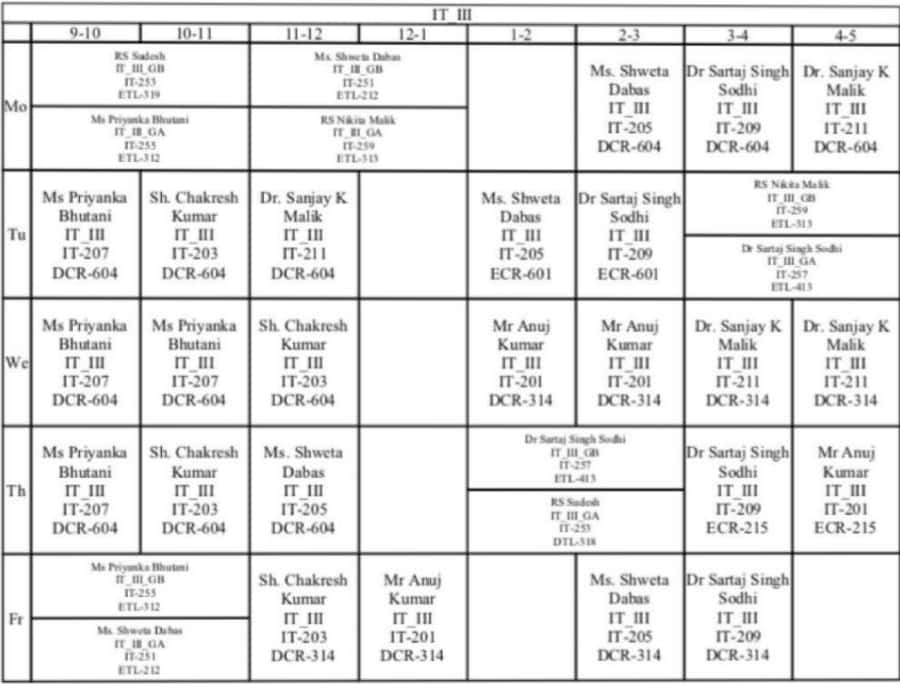 IT_III
9-10 10-11 11-12 12-1 1-2 2-3 3-4 4-5
Mo
RS Sudesh
IT_III_GB
IT-253
ETL-319
Ms Priyanka Bhutani
IT_III_GA
IT-255
ETL-312
Ms. Shweta Dabas
IT_III_GB
IT-251
ETL-212
RS Nikita Malik
IT_III_GA
IT-259
ETL-313
Ms. Shweta
Dabas
IT_III
IT-205
DCR-604
Dr Sartaj Singh
Sodhi
IT_III
IT-209
DCR-604
Dr. Sanjay K
Malik
IT_III
IT-211
DCR-604
Tu
Ms Priyanka
Bhutani
IT_III
IT-207
DCR-604
Sh. Chakresh
Kumar
IT_III
IT-203
DCR-604
Dr. Sanjay K
Malik
IT_III
IT-211
DCR-604
Ms. Shweta
Dabas
IT_III
IT-205
ECR-601
Dr Sartaj Singh
Sodhi
IT_III
IT-209
ECR-601
RS Nikita Malik
IT_III_GB
IT-259
ETL-313
Dr Sartaj Singh Sodhi
IT_III_GA
IT-257
ETL-413
We
Ms Priyanka
Bhutani
IT_III
IT-207
DCR-604
Ms Priyanka
Bhutani
IT_III
IT-207
DCR-604
Sh. Chakresh
Kumar
IT_III
IT-203
DCR-604
Mr Anuj
Kumar
IT_III
IT-201
DCR-314
Mr Anuj
Kumar
IT_III
IT-201
DCR-314
Dr. Sanjay K
Malik
IT_III
IT-211
DCR-314
Dr. Sanjay K
Malik
IT_III
IT-211
DCR-314
Th
Ms Priyanka
Bhutani
IT_III
IT-207
DCR-604
Sh. Chakresh
Kumar
IT_III
IT-203
DCR-604
Ms. Shweta
Dabas
IT_III
IT-205
DCR-604
Dr Sartaj Singh Sodhi
IT_III_GB
IT-257
ETL-413
RS Sudesh
IT_III_GA
IT-253
DTL-318
Dr Sartaj Singh
Sodhi
IT_III
IT-209
ECR-215
Mr Anuj
Kumar
IT_III
IT-201
ECR-215
Fr
Ms Priyanka Bhutani
IT_III_GB
IT-255
ETL-312
Ms. Shweta Dabas
IT_III_GA
IT-251
ETL-212
Sh. Chakresh
Kumar
IT_III
IT-203
DCR-314
Mr Anuj
Kumar
IT_III
IT-201
DCR-314
Ms. Shweta
Dabas
IT_III
IT-205
DCR-314
Dr Sartaj Singh
Sodhi
IT_III
IT-209
DCR-314